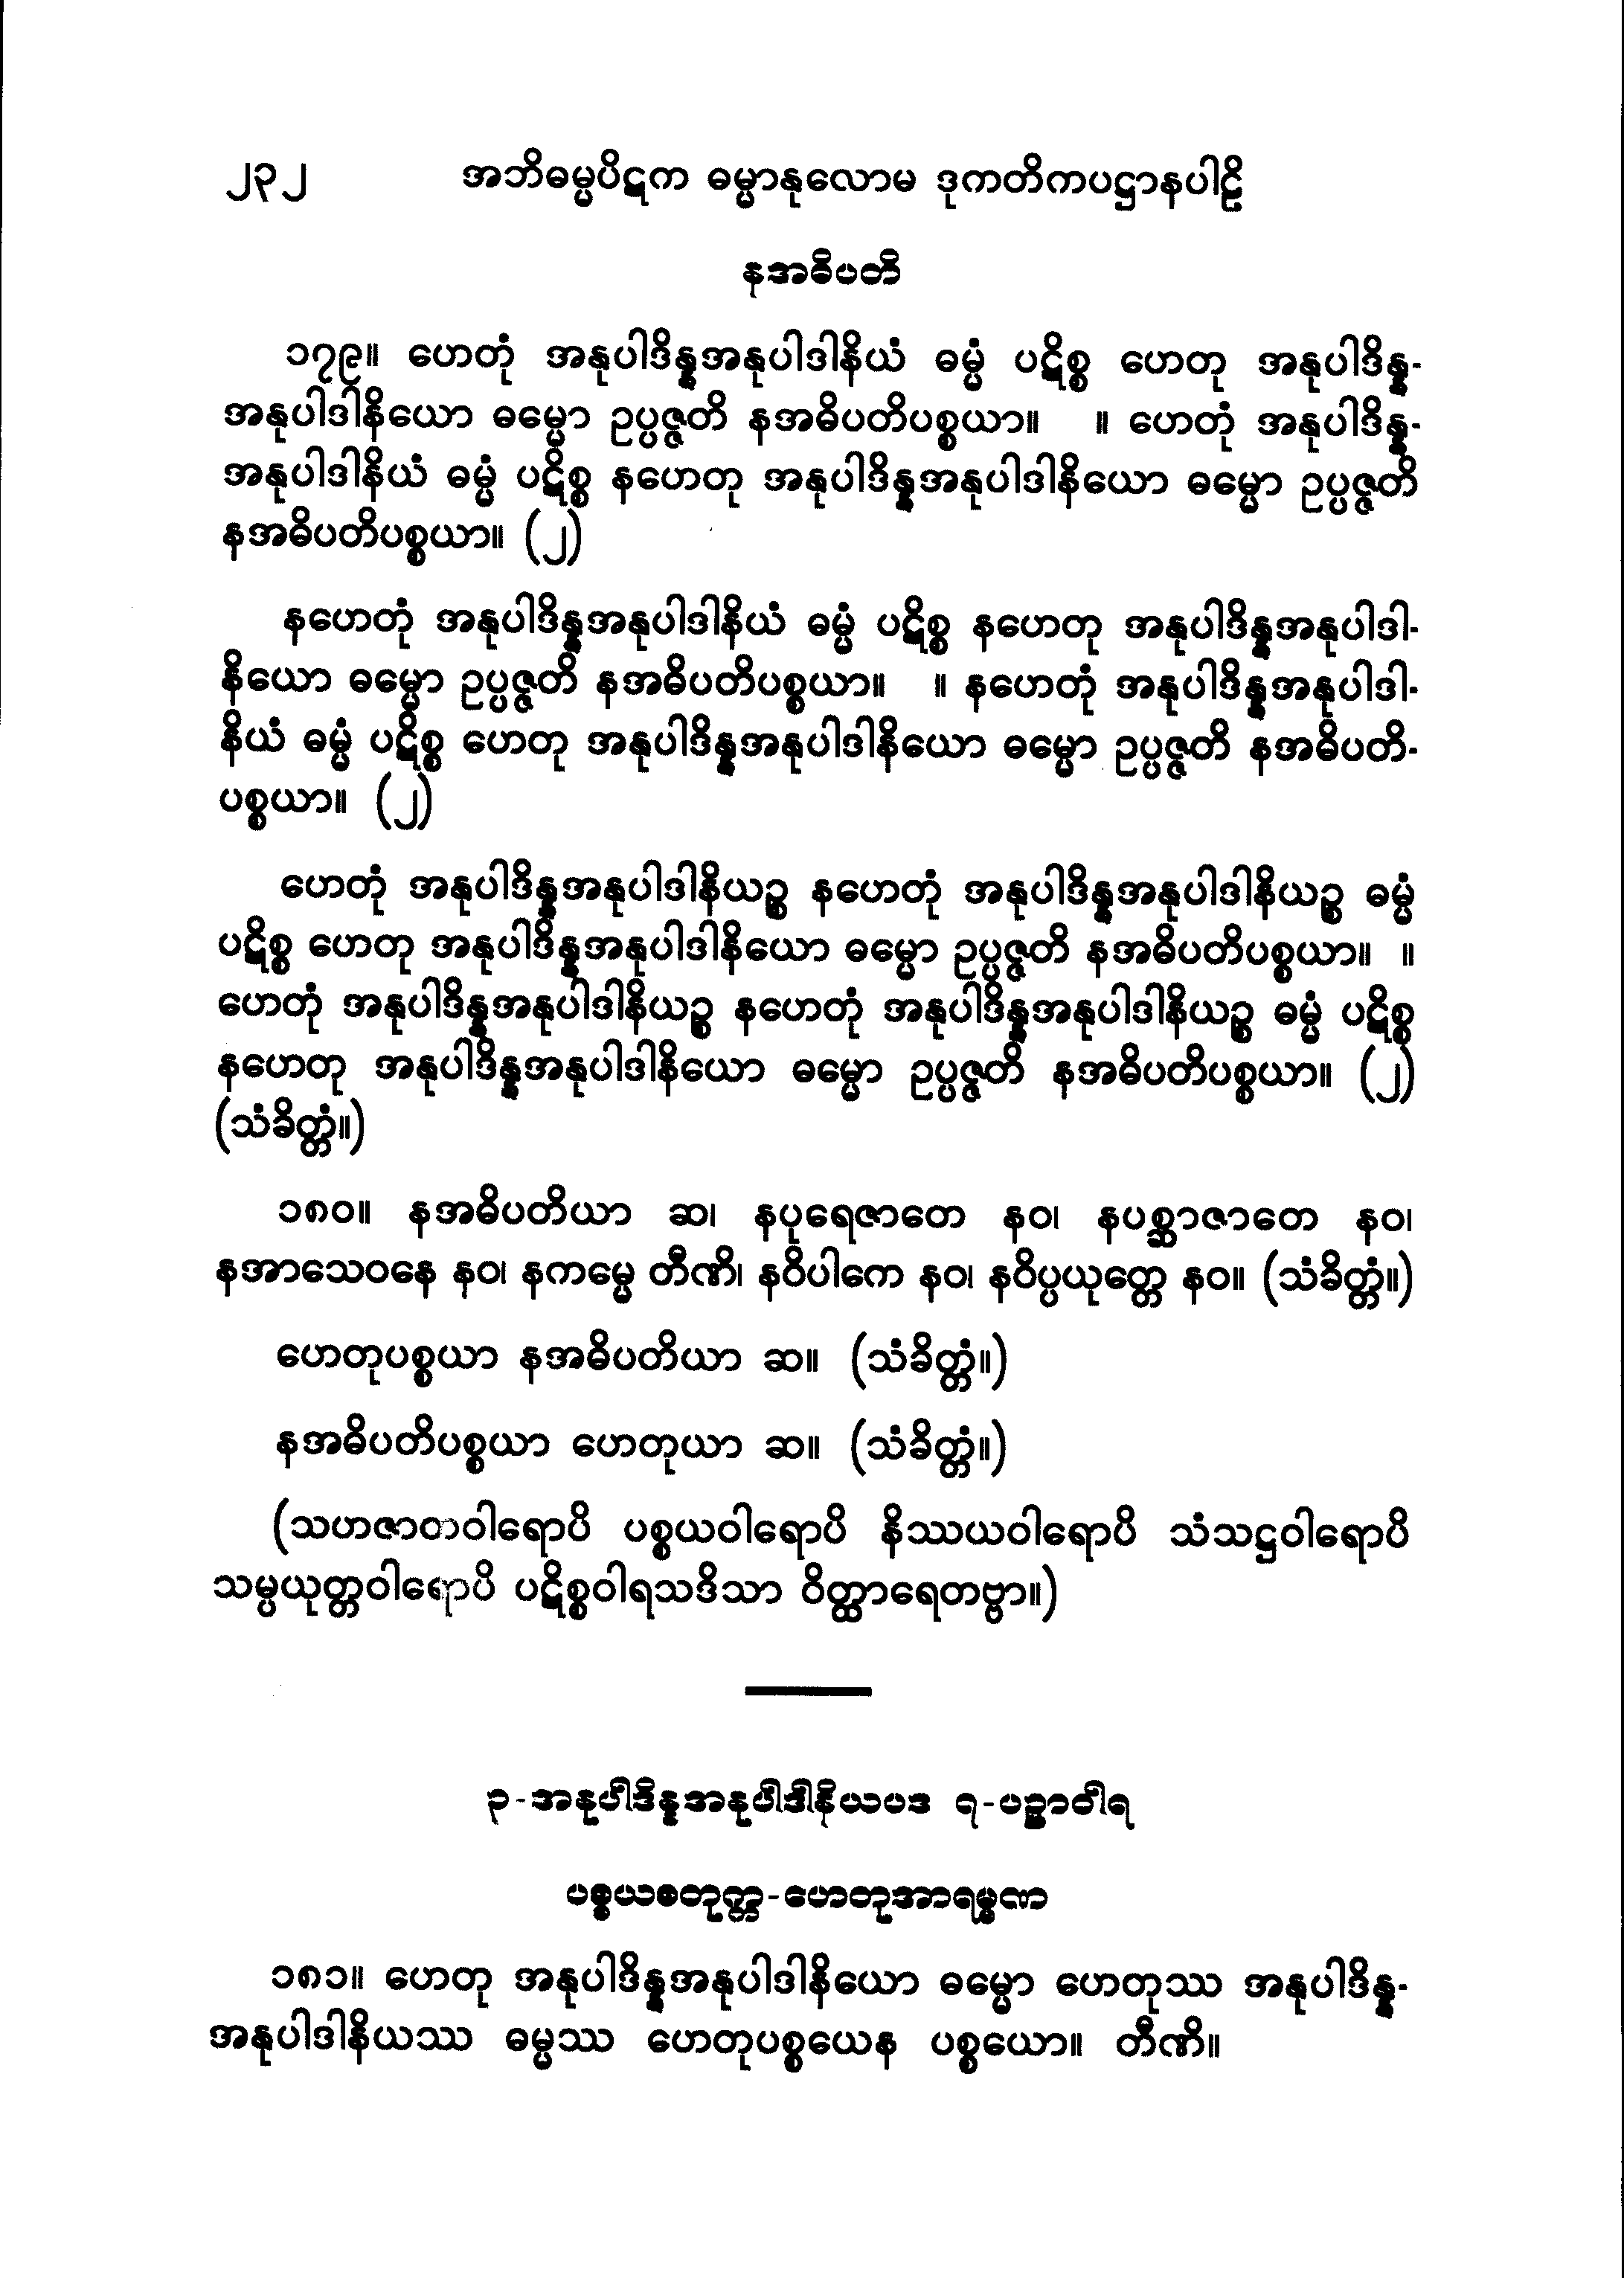 ၂၃၂ အဘိဓမ္မပိဋက ဓမ္မာနုလောမ ဒုကတိကပဋ္ဌာနပါဠိ
နအဓိပတိ
၁၇၉။ ဟေတုံ အနုပါဒိန္နအနုပါဒါနိယံ ဓမ္မံ ပဋိစ္စ ဟေတု အနုပါဒိန္န-
အနုပါဒါနိယော ဓမ္မော ဥပ္ပဇ္ဇတိ နအဓိပတိပစ္စယာ။ ။ ဟေတုံ အနုပါဒိန္န-
အနုပါဒါနိယံ ဓမ္မံ ပဋိစ္စ နဟေတု အနုပါဒိန္နအနုပါဒါနိယော ဓမ္မော ဥပ္ပဇ္ဇတိ
နအဓိပတိပစ္စယာ။ (၂)
နဟေတုံ အနုပါဒိန္နအနုပါဒါနိယံ ဓမ္မံ ပဋိစ္စ နဟေတု အနုပါဒိန္နအနုပါဒါ-
နိယော ဓမ္မော ဥပ္ပဇ္ဇတိ နအဓိပတိပစ္စယာ။ ။ နဟေတုံ အနုပါဒိန္နအနုပါဒါ-
နိယံ ဓမ္မံ ပဋိစ္စ ဟေတု အနုပါဒိန္နအနုပါဒါနိယော ဓမ္မော ဥပ္ပဇ္ဇတိ နအဓိပတိ-
ပစ္စယာ။ (၂)
ဟေတုံ အနုပါဒိန္နအနုပါဒါနိယဉ္စ နဟေတုံ အနုပါဒိန္နအနုပါဒါနိယဉ္စ ဓမ္မံ
ပဋိစ္စ ဟေတု အနုပါဒိန္နအနုပါဒါနိယော ဓမ္မော ဥပ္ပဇ္ဇတိ နအဓိပတိပစ္စယာ။ ။
ဟေတုံ အနုပါဒိန္နအနုပါဒါနိယဉ္စ နဟေတုံ အနုပါဒိန္နအနုပါဒါနိယဉ္စ ဓမ္မံ ပဋိစ္စ
နဟေတု အနုပါဒိန္နအနုပါဒါနိယော ဓမ္မော ဥပ္ပဇ္ဇတိ နအဓိပတိပစ္စယာ။ (၂)
(သံခိတ္တံ။)
၁၈၀။ နအဓိပတိယာ ဆ၊ နပုရေဇာတေ နဝ၊ နပစ္ဆာဇာတေ နဝ၊
နအာသေဝနေ နဝ၊ နကမ္မေ တီဏိ၊ နဝိပါကေ နဝ၊ နဝိပ္ပယုတ္တေ နဝ။ (သံခိတ္တံ။)
ဟေတုပစ္စယာ နအဓိပတိယာ ဆ။ (သံခိတ္တံ။)
နအဓိပတိပစ္စယာ ဟေတုယာ ဆ။ (သံခိတ္တံ။)
(သဟဇာတဝါရောပိ ပစ္စယဝါရောပိ နိဿယဝါရောပိ သံသဋ္ဌဝါရောပိ
သမ္ပယုတ္တဝါရောပိ ပဋိစ္စဝါရသဒိသာ ဝိတ္ထာရေတဗ္ဗာ။)
၃-အနုပါဒိန္နအနုပါဒါနိယပဒ ၇-ပဉှာဝါရ
ပစ္စယစတုက္က-ဟေတုအာရမ္မဏ
၁၈၁။ ဟေတု အနုပါဒိန္နအနုပါဒါနိယော ဓမ္မော ဟေတုဿ အနုပါဒိန္န-
အနုပါဒါနိယဿ ဓမ္မဿ ဟေတုပစ္စယေန ပစ္စယော။ တီဏိ။